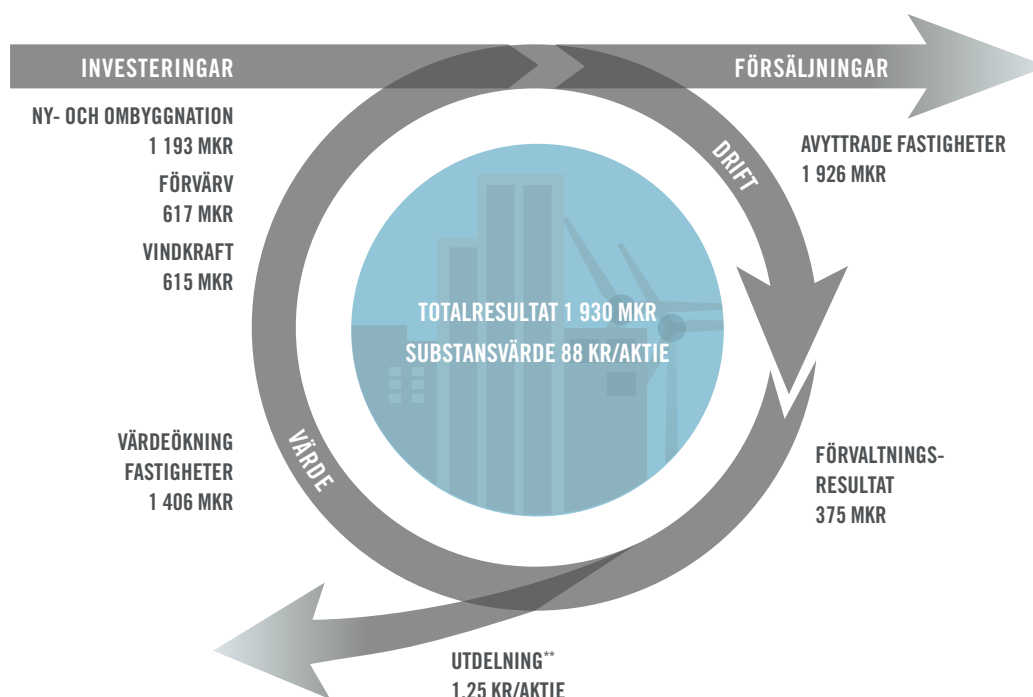 INVESTERINGAR
FÖRSÄLJNINGAR
NY- OCH OMBYGGNATION
1 193 MKR
FÖRVÄRV
617 MKR
VINDKRAFT
615 MKR
DRIFT
AVYTTRADE FASTIGHETER
1 926 MKR
TOTALRESULTAT 1 930 MKR
SUBSTANSVÄRDE 88 KR/AKTIE
VÄRDE
VÄRDEÖKNING
FASTIGHETER
1 406 MKR
FÖRVALTNINGS-
RESULTAT
375 MKR
UTDELNING**
1,25 KR/AKTIE